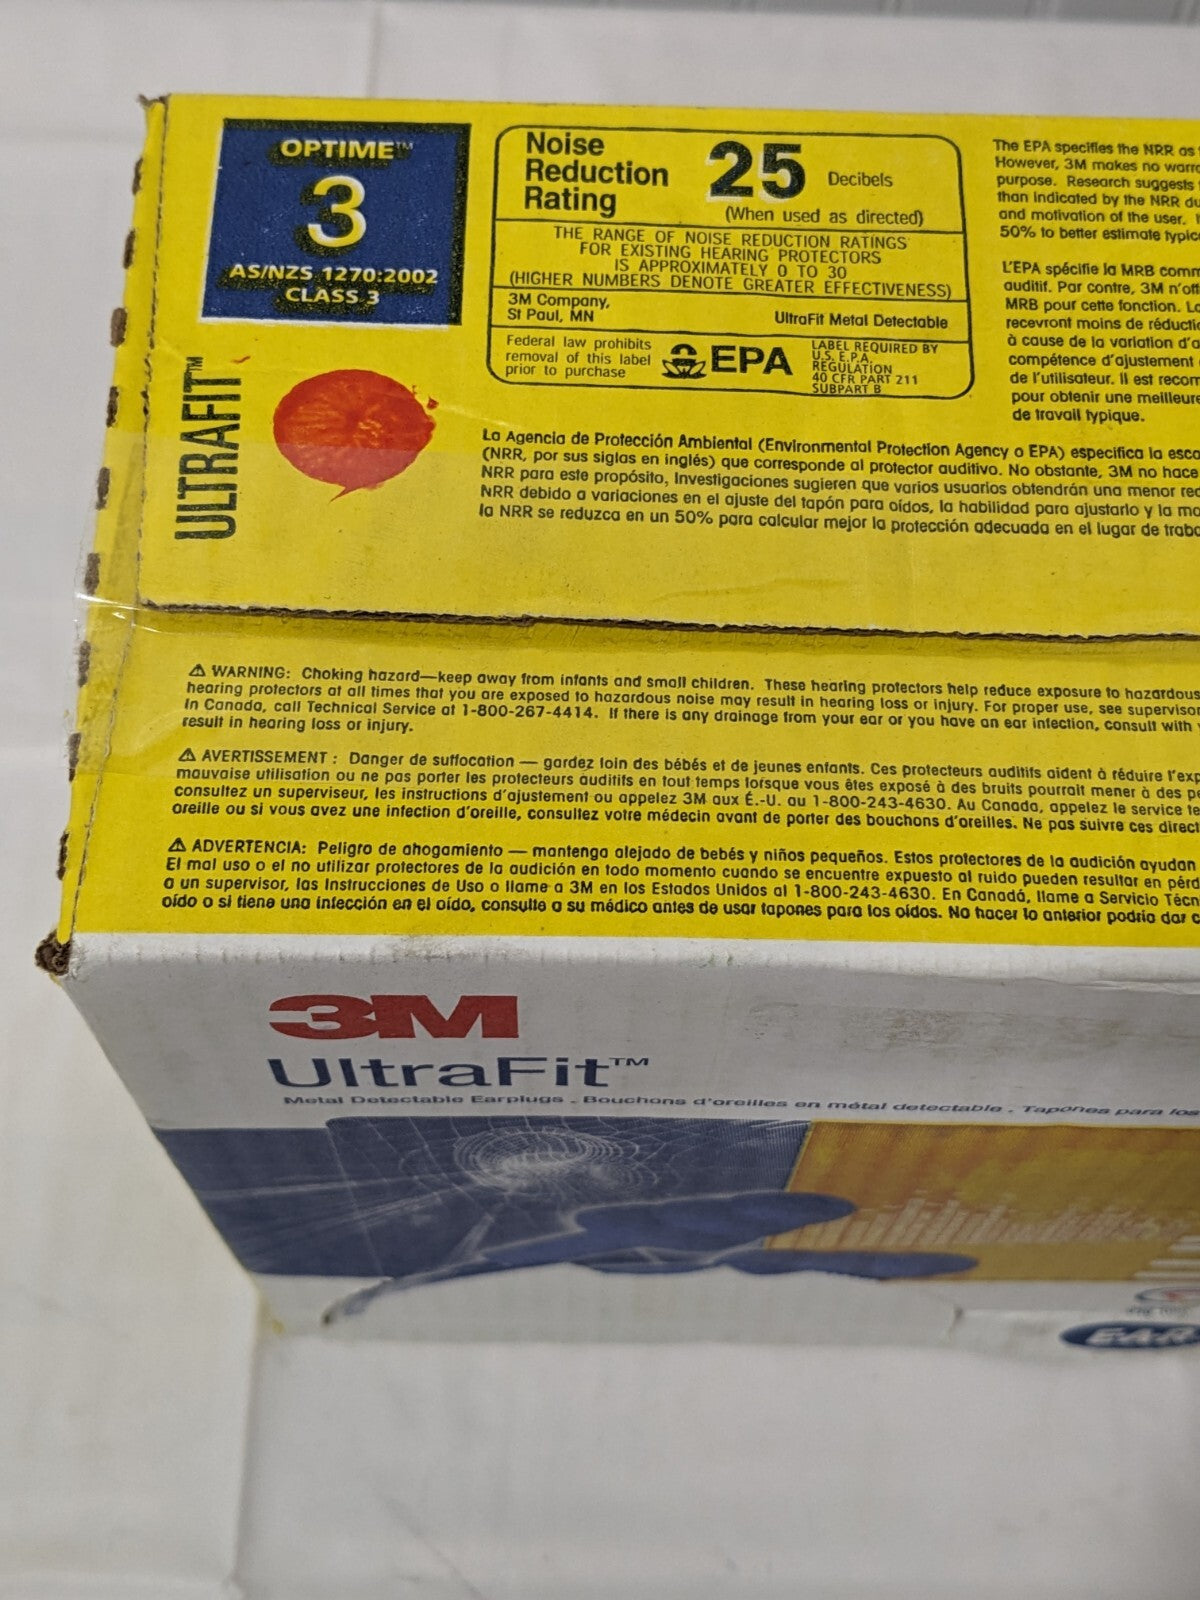 OPTIME™
3
AS/NZS 1270:2002
CLASS 3
ULTRAFIT™
Noise
Reduction
Rating
25 Decibels
(When used as directed)
THE RANGE OF NOISE REDUCTION RATINGS
FOR EXISTING HEARING PROTECTORS
IS APPROXIMATELY 0 TO 30
(HIGHER NUMBERS DENOTE GREATER EFFECTIVENESS)
3M Company,
St Paul, MN
UltraFit Metal Detectable
Federal law prohibits
removal of this label
prior to purchase
EPA
LABEL REQUIRED BY
U.S. E.P.A.
REGULATION
40 CFR PART 211
SUBPART B
The EPA specifies the NRR as
However, 3M makes no
purpose. Research suggests
than indicated by the NRR
and motivation of the user.
50% to better estimate
L'EPA spécifie la MRB
auditif. Par contre, 3M
MRB pour cette fonction.
recevront moins de
à cause de la variation
compétence d'ajustement
de l'utilisateur. Il est
pour obtenir une meilleure
de travail typique.
La Agencia de Protección Ambiental (Environmental Protection Agency o EPA) especifica la
(NRR, por sus siglas en inglés) que corresponde al protector auditivo. No obstante, 3M no hace
NRR para este propósito, Investigaciones sugieren que varios usuarios obtendrán una menor
NRR debido a variaciones en el ajuste del tapón para oídos, la habilidad para ajustarlo y la
la NRR se reduzca en un 50% para calcular mejor la protección adecuada en el lugar de
⚠ WARNING: Choking hazard—keep away from infants and small children. These hearing protectors help reduce exposure to hazardous
hearing protectors at all times that you are exposed to hazardous noise may result in hearing loss or injury. For proper use, see supervisor
In Canada, call Technical Service at 1-800-267-4414. If there is any drainage from your ear or you have an ear infection, consult with
result in hearing loss or injury.
⚠ AVERTISSEMENT : Danger de suffocation — gardez loin des bébés et de jeunes enfants. Ces protecteurs auditifs aident à réduire
mauvaise utilisation ou ne pas porter les protecteurs auditifs en tout temps lorsque vous êtes exposé à des bruits pourrait mener à des
consultez un superviseur, les instructions d'ajustement ou appelez 3M aux É.-U. au 1-800-243-4630. Au Canada, appelez le service
oreille ou si vous avez une infection d'oreille, consultez votre médecin avant de porter des bouchons d'oreilles. Ne pas suivre ces
⚠ ADVERTENCIA: Peligro de ahogamiento — mantenga alejado de bebés y niños pequeños. Estos protectores de la audición ayudan
El mal uso o el no utilizar protectores de la audición en todo momento cuando se encuentre expuesto al ruido pueden resultar en
a un supervisor, las Instrucciones de Uso o llame a 3M en los Estados Unidos al 1-800-243-4630. En Canadá, llame a Servicio
oído o si tiene una infección en el oído, consulte a su médico antes de usar tapones para los oídos. No hacer lo anterior podría dar
3M
UltraFit™
Metal Detectable Earplugs . Bouchons d'oreilles en métal detectable . Tapones para los
EAR